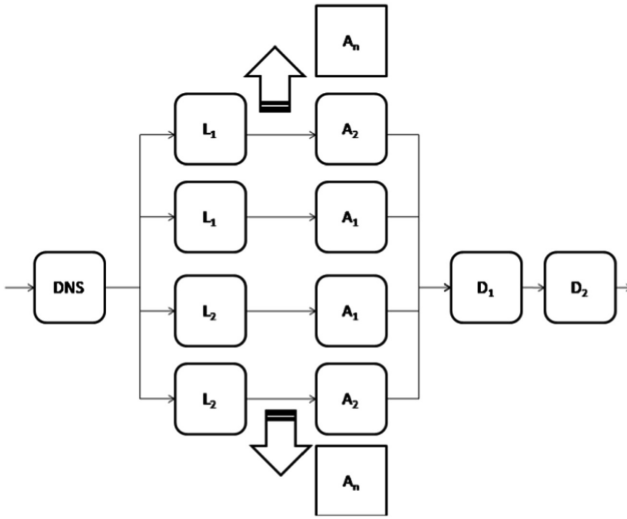 Aₙ
L₁ A₂
L₁ A₁
DNS D₁ D₂
L₂ A₁
L₂ A₂
Aₙ